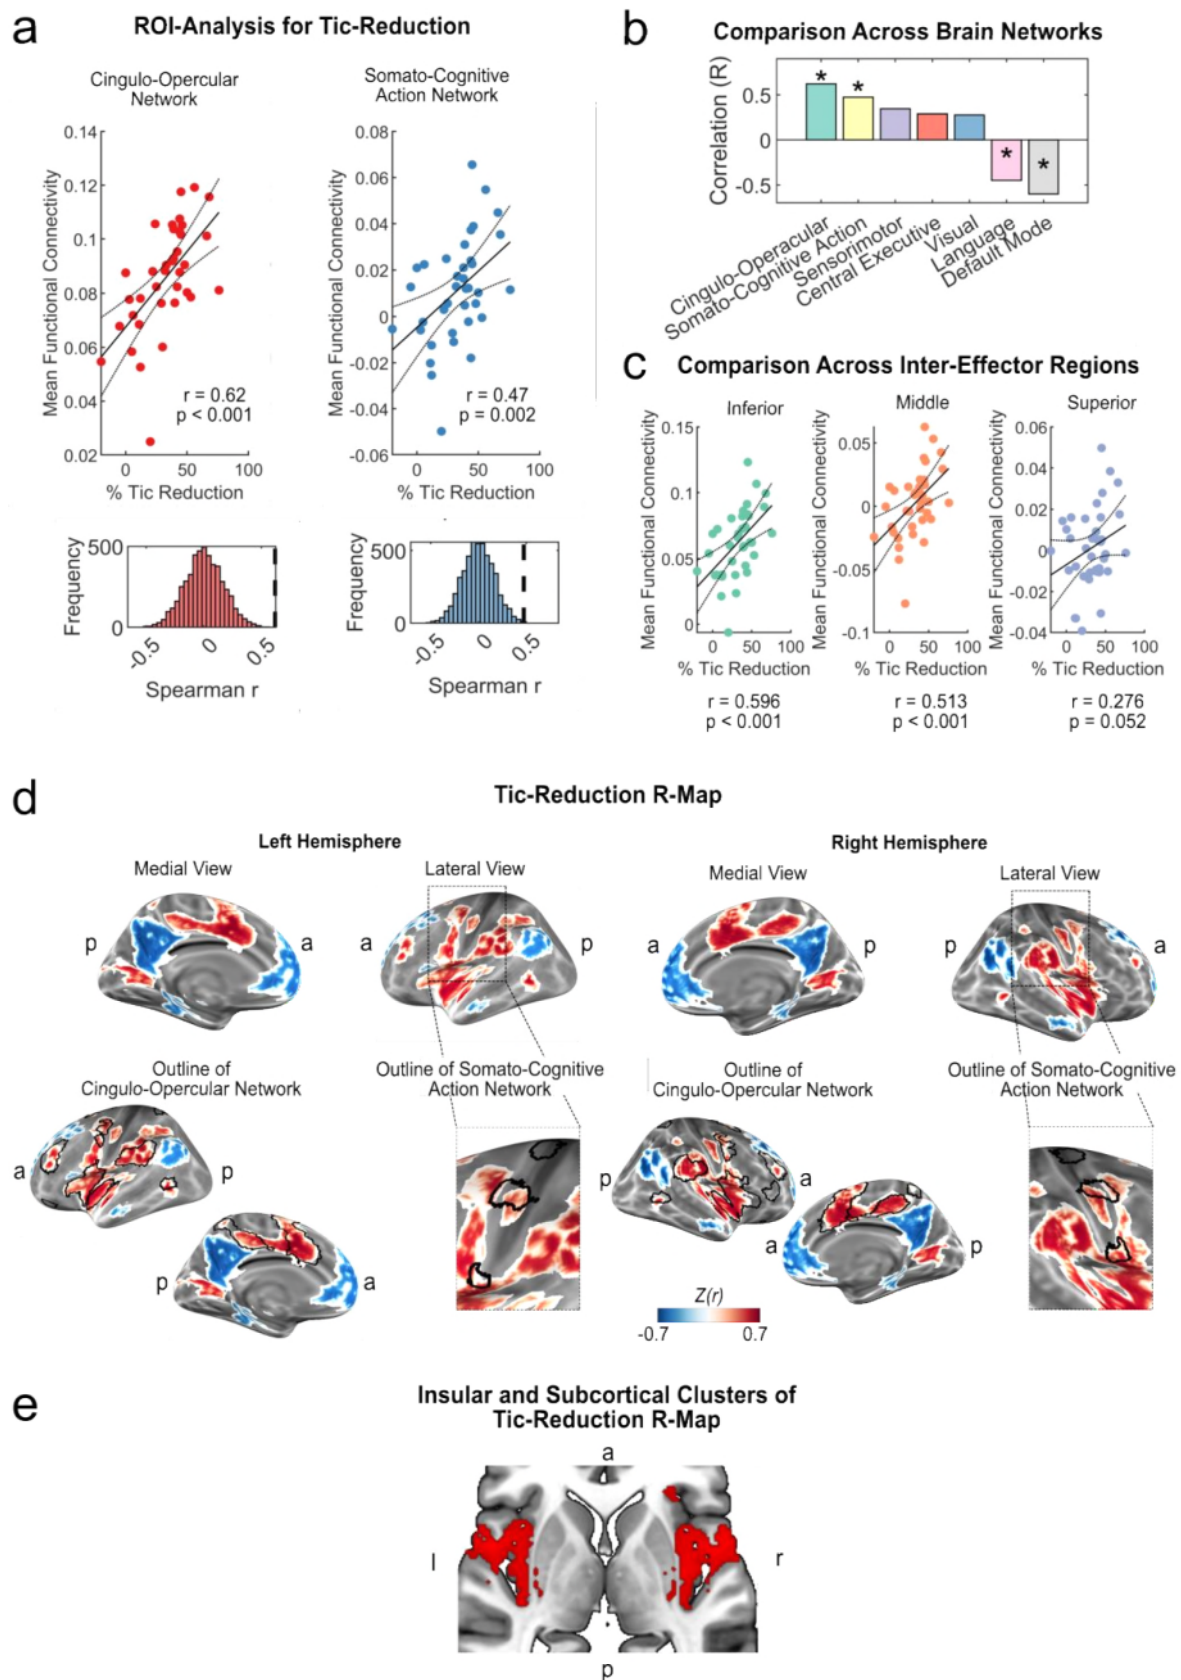 a
ROI-Analysis for Tic-Reduction
Cingulo-Opercular
Network
Mean Functional Connectivity
0.14
0.12
0.1
0.08
0.06
0.04
0.02
r = 0.62
p < 0.001
0
50
100
% Tic Reduction
Somato-Cognitive
Action Network
Mean Functional Connectivity
0.08
0.06
0.04
0.02
0
-0.02
-0.04
-0.06
r = 0.47
p = 0.002
0
50
100
% Tic Reduction
Frequency
500
0
-0.5
0
0.5
Spearman r
Frequency
500
0
-0.5
0
0.5
Spearman r
b
Comparison Across Brain Networks
Correlation (R)
0.5
0
-0.5
*
*
*
*
Cingulo-Operacular
Somato-Cognitive Action
Sensorimotor
Central Executive
Visual
Language
Default Mode
c
Comparison Across Inter-Effector Regions
Inferior
Mean Functional Connectivity
0.15
0.1
0.05
0
0
50
100
% Tic Reduction
r = 0.596
p < 0.001
Middle
Mean Functional Connectivity
0.05
0
-0.05
-0.1
0
50
100
% Tic Reduction
r = 0.513
p < 0.001
Superior
Mean Functional Connectivity
0.06
0.04
0.02
0
-0.02
-0.04
0
50
100
% Tic Reduction
r = 0.276
p = 0.052
d
Tic-Reduction R-Map
Left Hemisphere
Right Hemisphere
Medial View
Lateral View
Medial View
Lateral View
p
a
a
p
a
p
p
a
Outline of
Cingulo-Opercular Network
Outline of Somato-Cognitive
Action Network
Outline of
Cingulo-Opercular Network
Outline of Somato-Cognitive
Action Network
a
p
p
a
p
a
a
p
Z(r)
-0.7
0.7
e
Insular and Subcortical Clusters of
Tic-Reduction R-Map
a
l
r
p